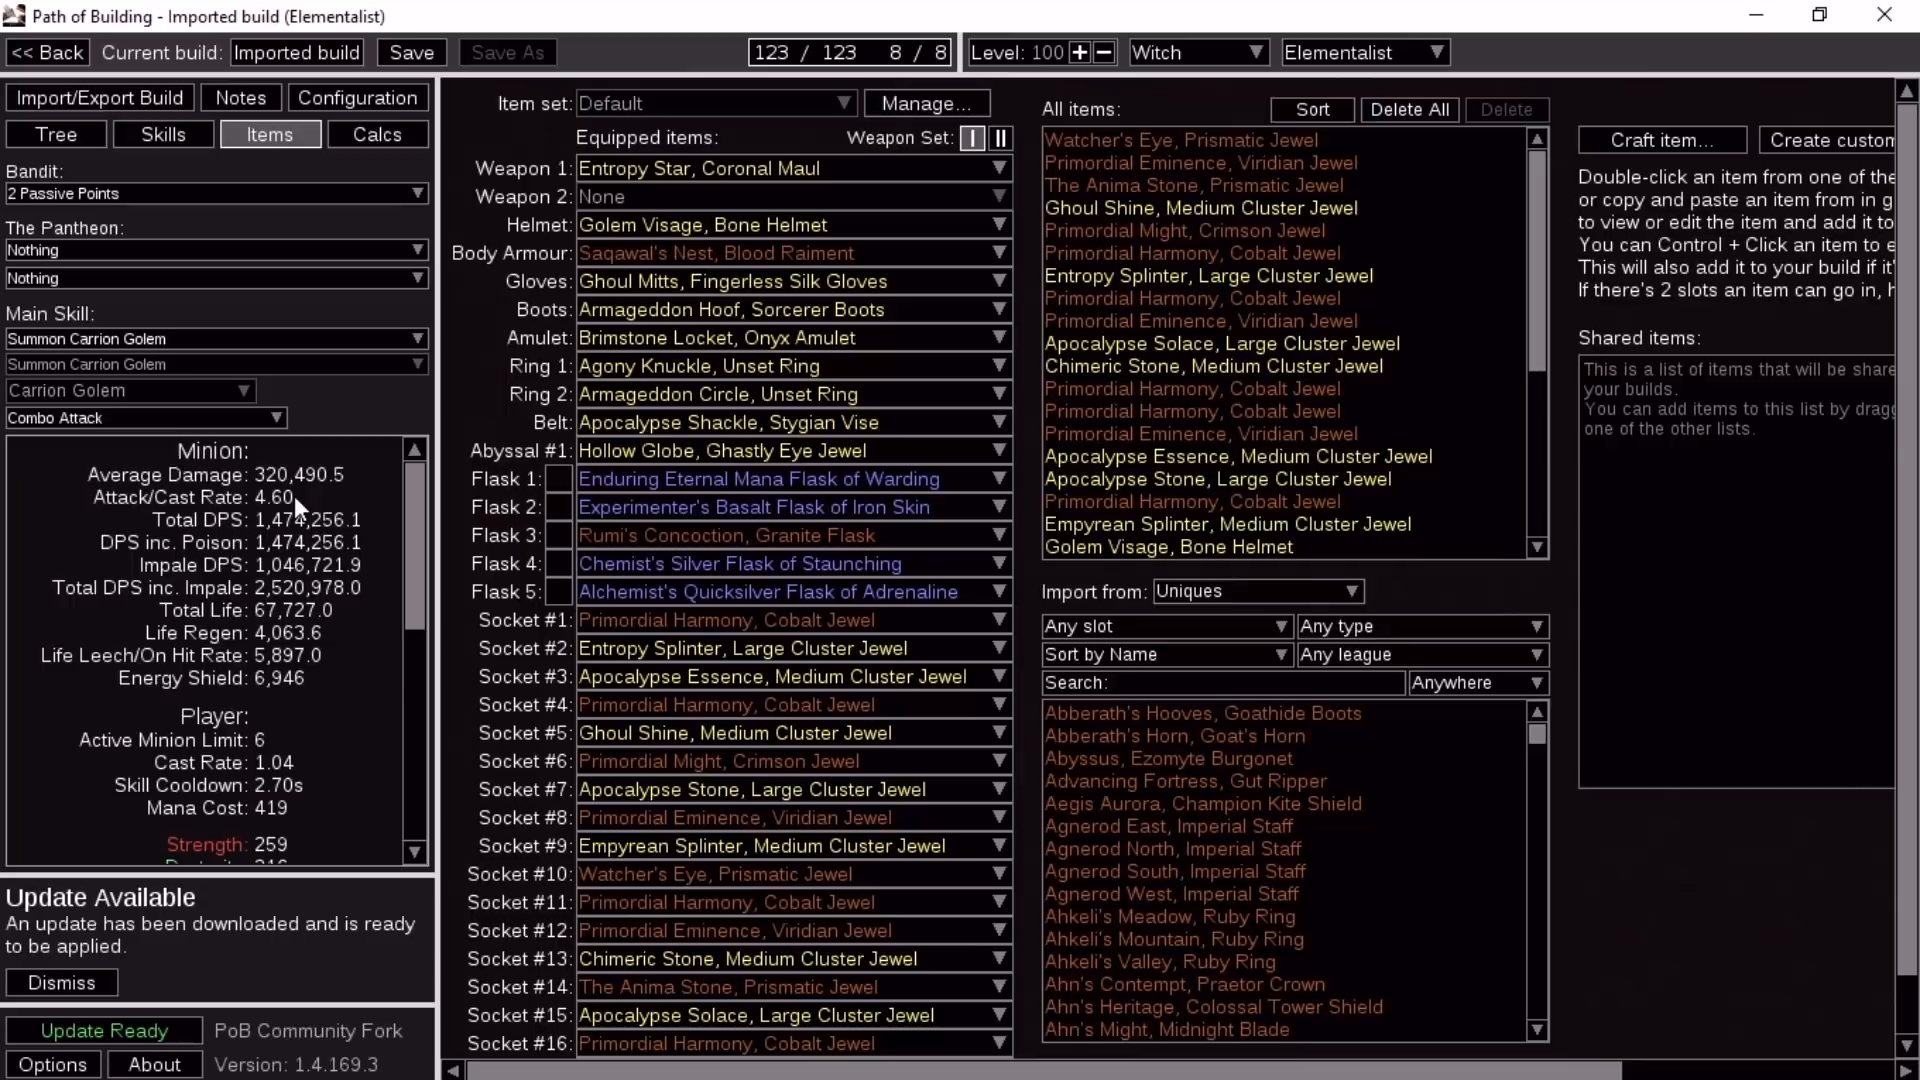 Path of Building - Imported build (Elementalist)
<< Back
Current build: Imported build
Save
Save As
123 / 123 8 / 8
Level: 100 + −
Witch
Elementalist
Import/Export Build
Notes
Configuration
Tree
Skills
Items
Calcs
Bandit:
2 Passive Points
The Pantheon:
Nothing
Nothing
Main Skill:
Summon Carrion Golem
Summon Carrion Golem
Carrion Golem
Combo Attack
Minion:
Average Damage: 320,490.5
Attack/Cast Rate: 4.60
Total DPS: 1,474,256.1
DPS inc. Poison: 1,474,256.1
Impale DPS: 1,046,721.9
Total DPS inc. Impale: 2,520,978.0
Total Life: 67,727.0
Life Regen: 4,063.6
Life Leech/On Hit Rate: 5,897.0
Energy Shield: 6,946
Player:
Active Minion Limit: 6
Cast Rate: 1.04
Skill Cooldown: 2.70s
Mana Cost: 419
Strength: 259
Update Available
An update has been downloaded and is ready
to be applied.
Dismiss
Update Ready
PoB Community Fork
Options
About
Version: 1.4.169.3
Item set: Default
Manage...
Equipped items:
Weapon Set: I II
Weapon 1: Entropy Star, Coronal Maul
Weapon 2: None
Helmet: Golem Visage, Bone Helmet
Body Armour: Saqawal's Nest, Blood Raiment
Gloves: Ghoul Mitts, Fingerless Silk Gloves
Boots: Armageddon Hoof, Sorcerer Boots
Amulet: Brimstone Locket, Onyx Amulet
Ring 1: Agony Knuckle, Unset Ring
Ring 2: Armageddon Circle, Unset Ring
Belt: Apocalypse Shackle, Stygian Vise
Abyssal #1: Hollow Globe, Ghastly Eye Jewel
Flask 1: Enduring Eternal Mana Flask of Warding
Flask 2: Experimenter's Basalt Flask of Iron Skin
Flask 3: Rumi's Concoction, Granite Flask
Flask 4: Chemist's Silver Flask of Staunching
Flask 5: Alchemist's Quicksilver Flask of Adrenaline
Socket #1: Primordial Harmony, Cobalt Jewel
Socket #2: Entropy Splinter, Large Cluster Jewel
Socket #3: Apocalypse Essence, Medium Cluster Jewel
Socket #4: Primordial Harmony, Cobalt Jewel
Socket #5: Ghoul Shine, Medium Cluster Jewel
Socket #6: Primordial Might, Crimson Jewel
Socket #7: Apocalypse Stone, Large Cluster Jewel
Socket #8: Primordial Eminence, Viridian Jewel
Socket #9: Empyrean Splinter, Medium Cluster Jewel
Socket #10: Watcher's Eye, Prismatic Jewel
Socket #11: Primordial Harmony, Cobalt Jewel
Socket #12: Primordial Eminence, Viridian Jewel
Socket #13: Chimeric Stone, Medium Cluster Jewel
Socket #14: The Anima Stone, Prismatic Jewel
Socket #15: Apocalypse Solace, Large Cluster Jewel
Socket #16: Primordial Harmony, Cobalt Jewel
All items:
Sort
Delete All
Delete
Watcher's Eye, Prismatic Jewel
Primordial Eminence, Viridian Jewel
The Anima Stone, Prismatic Jewel
Ghoul Shine, Medium Cluster Jewel
Primordial Might, Crimson Jewel
Primordial Harmony, Cobalt Jewel
Entropy Splinter, Large Cluster Jewel
Primordial Harmony, Cobalt Jewel
Primordial Eminence, Viridian Jewel
Apocalypse Solace, Large Cluster Jewel
Chimeric Stone, Medium Cluster Jewel
Primordial Harmony, Cobalt Jewel
Primordial Harmony, Cobalt Jewel
Primordial Eminence, Viridian Jewel
Apocalypse Essence, Medium Cluster Jewel
Apocalypse Stone, Large Cluster Jewel
Primordial Harmony, Cobalt Jewel
Empyrean Splinter, Medium Cluster Jewel
Golem Visage, Bone Helmet
Import from: Uniques
Any slot
Any type
Sort by Name
Any league
Search:
Anywhere
Abberath's Hooves, Goathide Boots
Abberath's Horn, Goat's Horn
Abyssus, Ezomyte Burgonet
Advancing Fortress, Gut Ripper
Aegis Aurora, Champion Kite Shield
Agnerod East, Imperial Staff
Agnerod North, Imperial Staff
Agnerod South, Imperial Staff
Agnerod West, Imperial Staff
Ahkeli's Meadow, Ruby Ring
Ahkeli's Mountain, Ruby Ring
Ahkeli's Valley, Ruby Ring
Ahn's Contempt, Praetor Crown
Ahn's Heritage, Colossal Tower Shield
Ahn's Might, Midnight Blade
Craft item...
Create custom
Double-click an item from one of the
or copy and paste an item from in g
to view or edit the item and add it to
You can Control + Click an item to e
This will also add it to your build if it'
If there's 2 slots an item can go in, h
Shared items:
This is a list of items that will be share
your builds.
You can add items to this list by drag
one of the other lists.